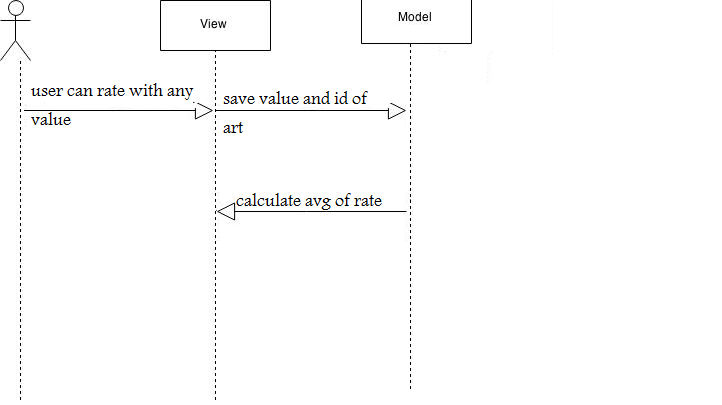 View
Model
user can rate with any
value
save value and id of
art
calculate avg of rate